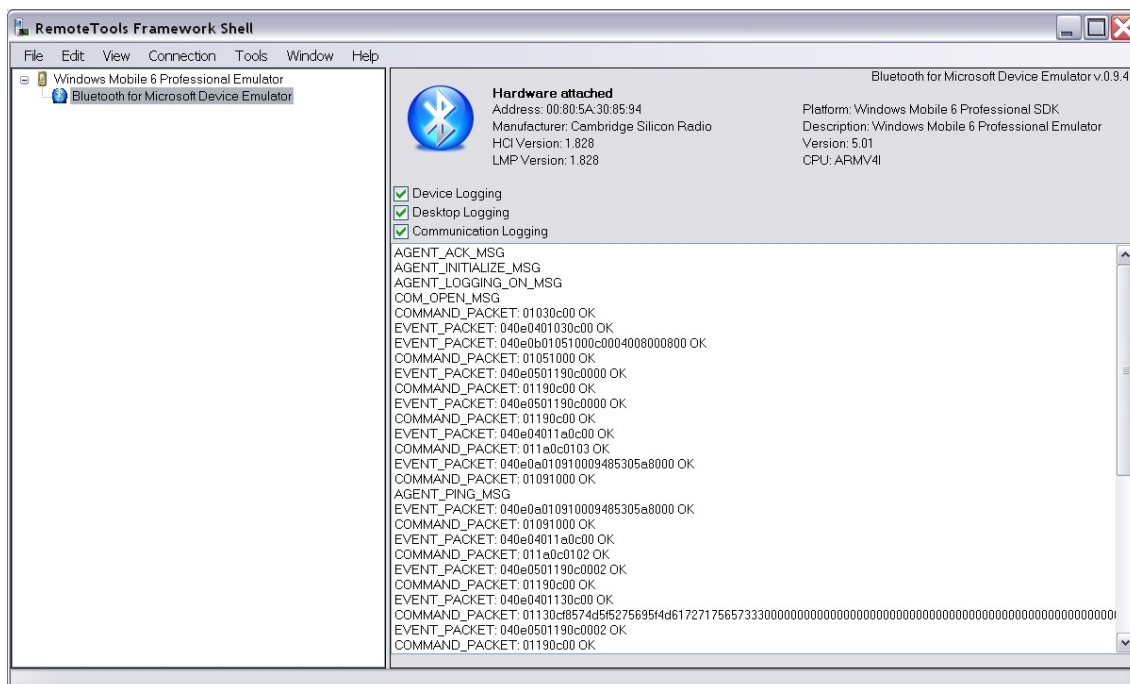 RemoteTools Framework Shell
File Edit View Connection Tools Window Help
Windows Mobile 6 Professional Emulator
Bluetooth for Microsoft Device Emulator
Bluetooth for Microsoft Device Emulator v.0.9.4
Hardware attached
Address: 00:80:5A:30:85:94
Manufacturer: Cambridge Silicon Radio
HCI Version: 1.828
LMP Version: 1.828
Platform: Windows Mobile 6 Professional SDK
Description: Windows Mobile 6 Professional Emulator
Version: 5.01
CPU: ARMV4I
Device Logging
Desktop Logging
Communication Logging
AGENT_ACK_MSG
AGENT_INITIALIZE_MSG
AGENT_LOGGING_ON_MSG
COM_OPEN_MSG
COMMAND_PACKET: 01030c00 OK
EVENT_PACKET: 040e0401030c00 OK
EVENT_PACKET: 040e0b01051000c0004008000800 OK
COMMAND_PACKET: 01051000 OK
EVENT_PACKET: 040e0501190c0000 OK
COMMAND_PACKET: 01190c00 OK
EVENT_PACKET: 040e0501190c0000 OK
COMMAND_PACKET: 01190c00 OK
EVENT_PACKET: 040e04011a0c00 OK
COMMAND_PACKET: 011a0c0103 OK
EVENT_PACKET: 040e0a010910009485305a8000 OK
COMMAND_PACKET: 01091000 OK
AGENT_PING_MSG
EVENT_PACKET: 040e0a010910009485305a8000 OK
COMMAND_PACKET: 01091000 OK
EVENT_PACKET: 040e04011a0c00 OK
COMMAND_PACKET: 011a0c0102 OK
EVENT_PACKET: 040e0501190c0002 OK
COMMAND_PACKET: 01190c00 OK
EVENT_PACKET: 040e0401130c00 OK
COMMAND_PACKET:
EVENT_PACKET: 040e0501190c0002 OK
COMMAND_PACKET: 01190c00 OK